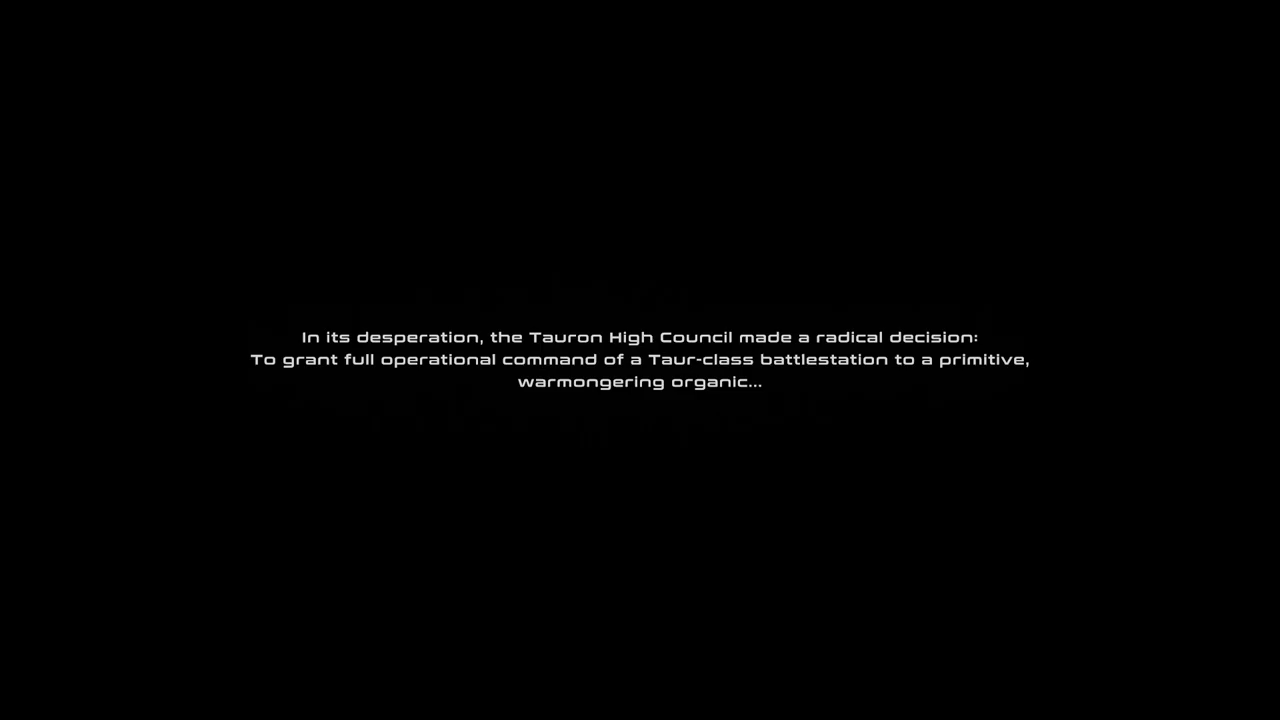 In its desperation, the Tauron High Council made a radical decision:
To grant full operational command of a Taur-class battlestation to a primitive,
warmongering organic...